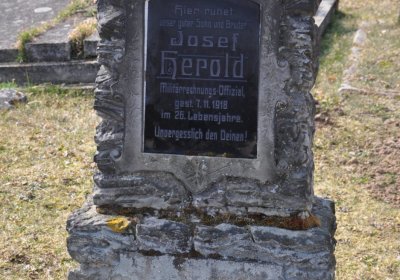 Hier ruhet
unser guter Sohn und Bruder
Josef
Herold
Militärrechnungs-Offizial,
gest. 7. 11. 1918
im 26. Lebensjahre.
Unvergesslich den Deinen!